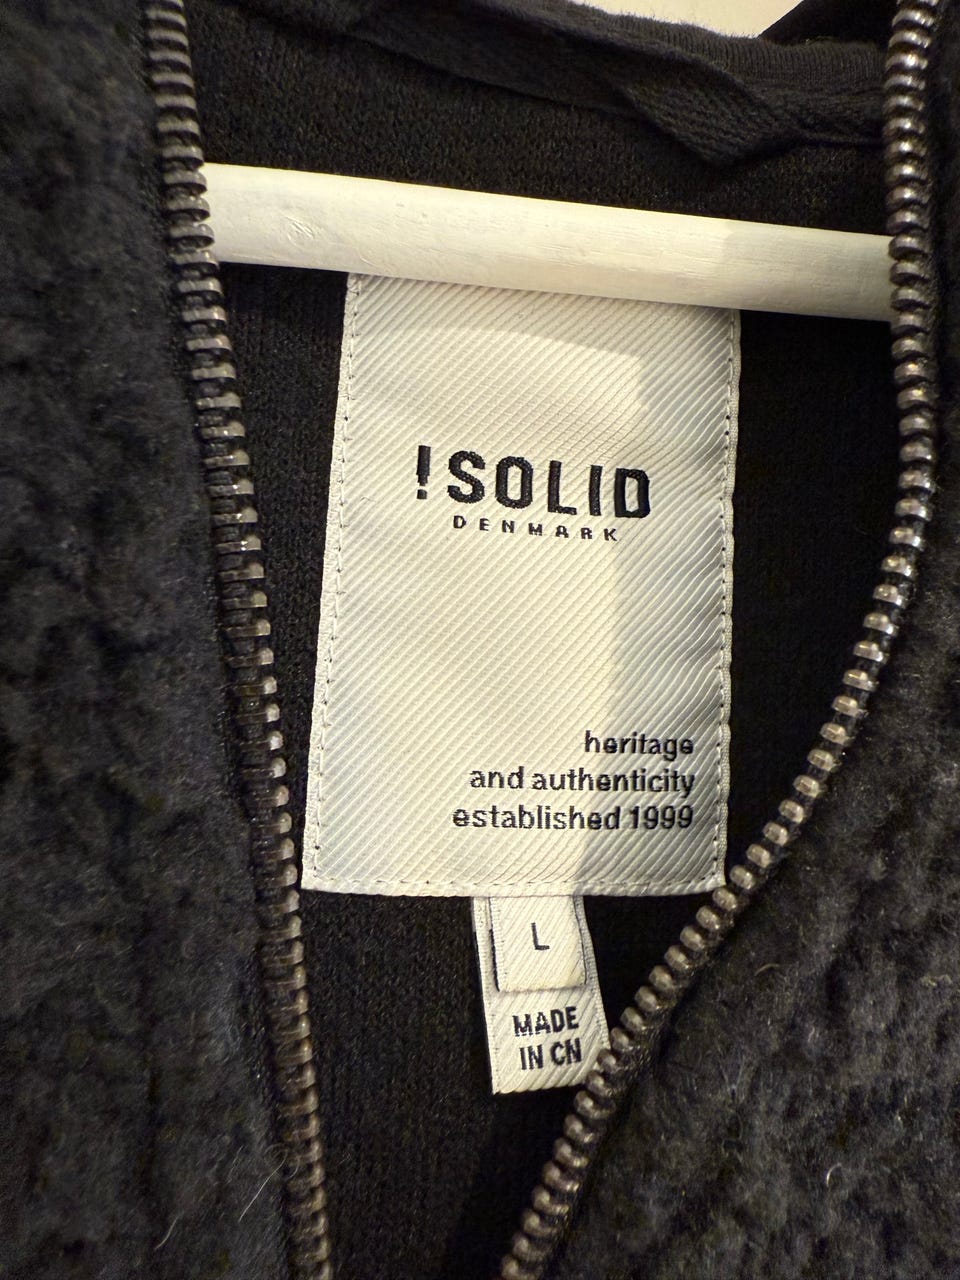 !SOLID
DENMARK
heritage
and authenticity
established 1999
L
MADE
IN CN